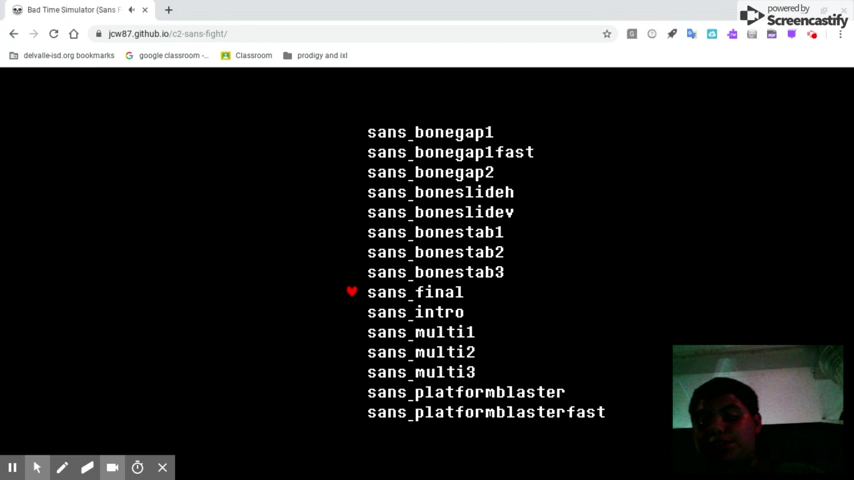 Bad Time Simulator (Sans F
powered by
Screencastify
jcw87.github.io/c2-sans-fight/
delvalle-isd.org bookmarks
google classroom -...
Classroom
prodigy and ixl
sans_bonegap1
sans_bonegap1fast
sans_bonegap2
sans_boneslideh
sans_boneslidev
sans_bonestab1
sans_bonestab2
sans_bonestab3
sans_final
sans_intro
sans_multi1
sans_multi2
sans_multi3
sans_platformblaster
sans_platformblasterfast